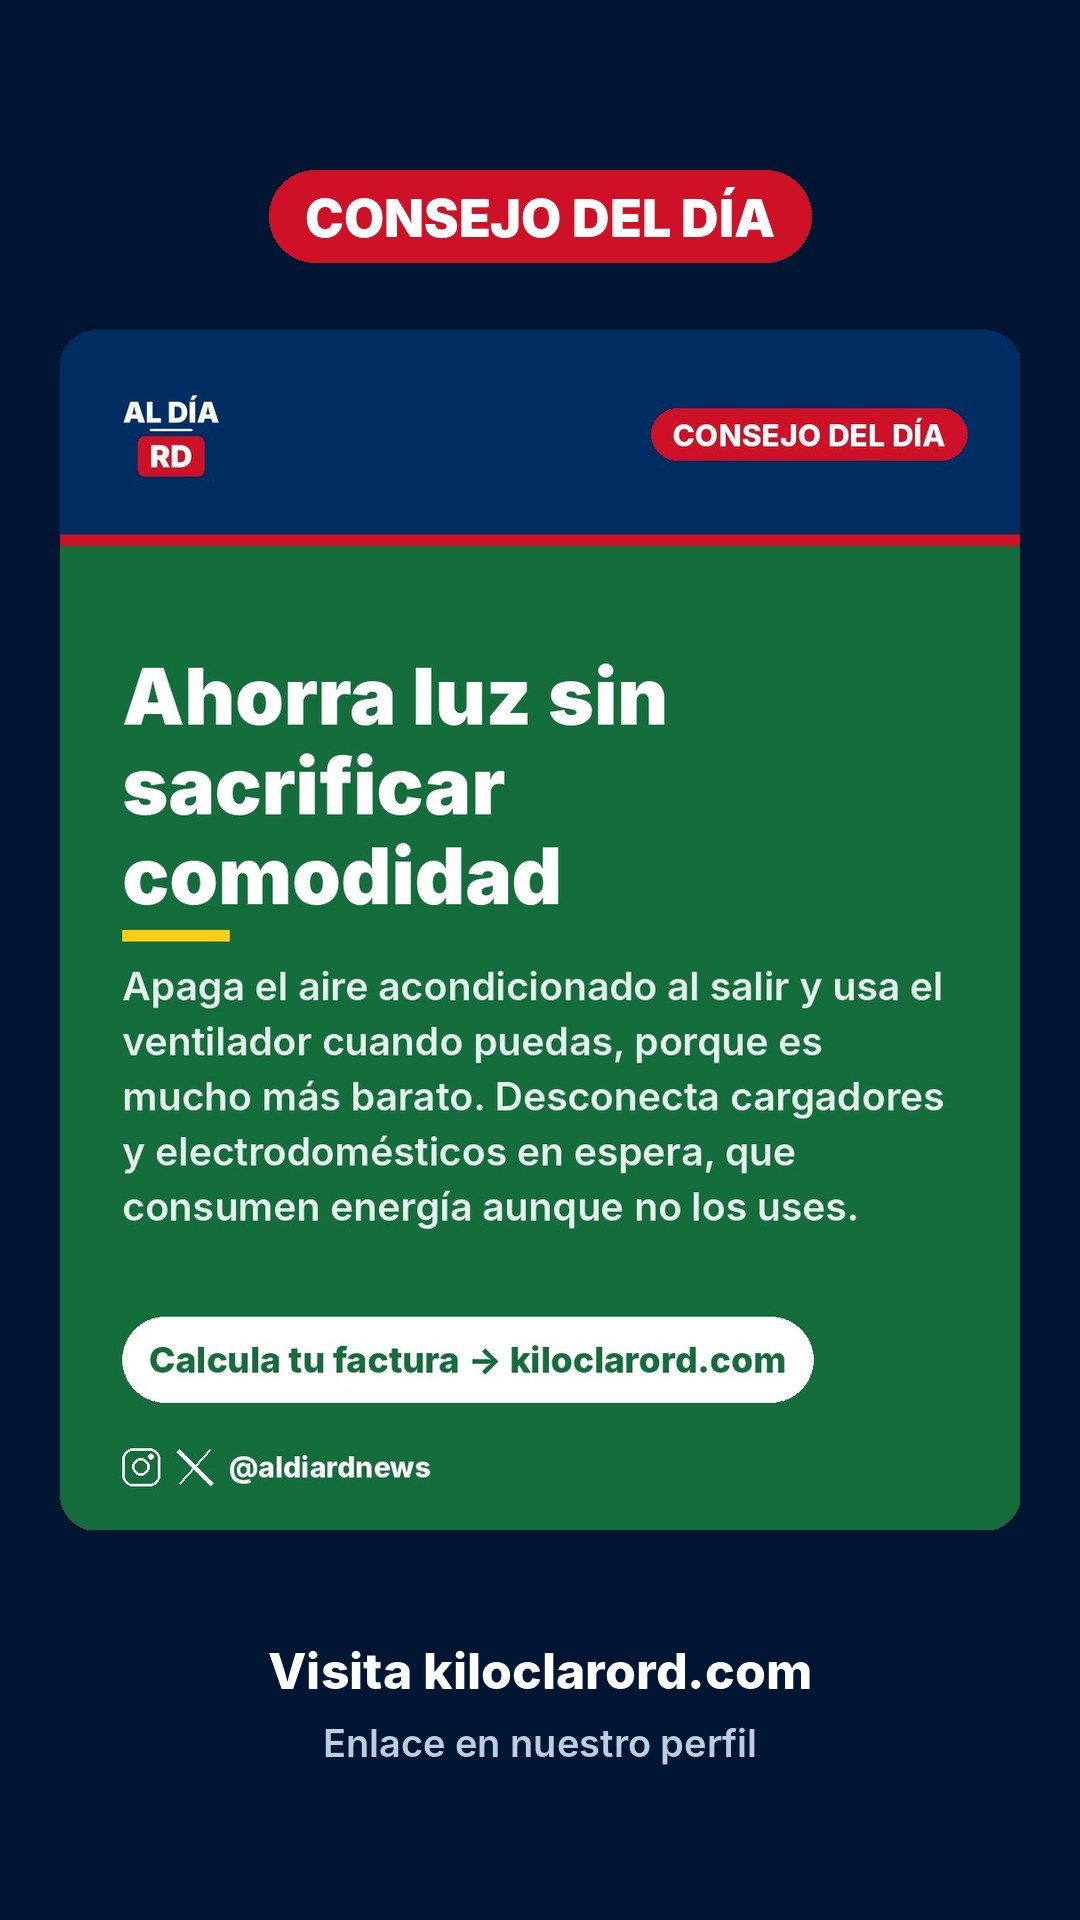 CONSEJO DEL DÍA
AL DÍA
RD
CONSEJO DEL DÍA
Ahorra luz sin
sacrificar
comodidad
Apaga el aire acondicionado al salir y usa el
ventilador cuando puedas, porque es
mucho más barato. Desconecta cargadores
y electrodomésticos en espera, que
consumen energía aunque no los uses.
Calcula tu factura → kiloclarord.com
@aldiardnews
Visita kiloclarord.com
Enlace en nuestro perfil